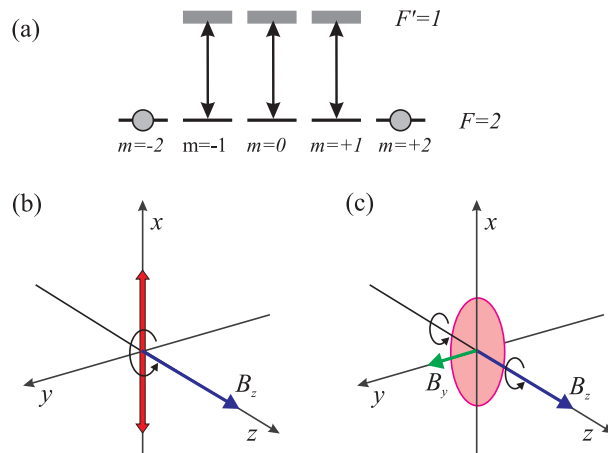 (a)
F'=1
F=2
m=-2 m=-1 m=0 m=+1 m=+2
(b) (c)
x x
B_z B_y B_z
y z y z